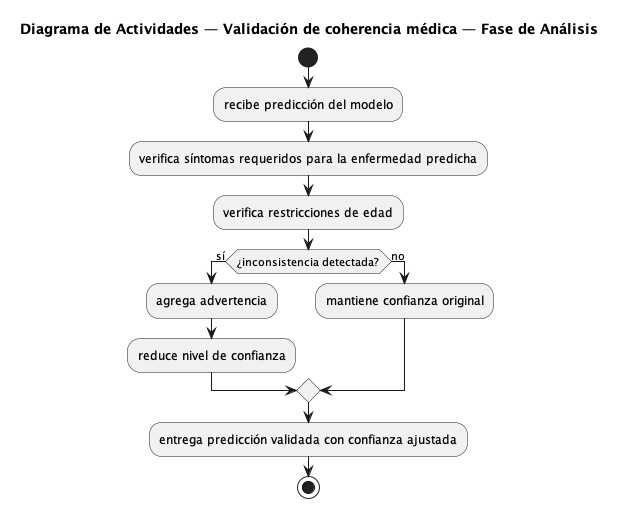 Diagrama de Actividades — Validación de coherencia médica — Fase de Análisis
recibe predicción del modelo
verifica síntomas requeridos para la enfermedad predicha
verifica restricciones de edad
sí
¿inconsistencia detectada?
no
agrega advertencia
mantiene confianza original
reduce nivel de confianza
entrega predicción validada con confianza ajustada